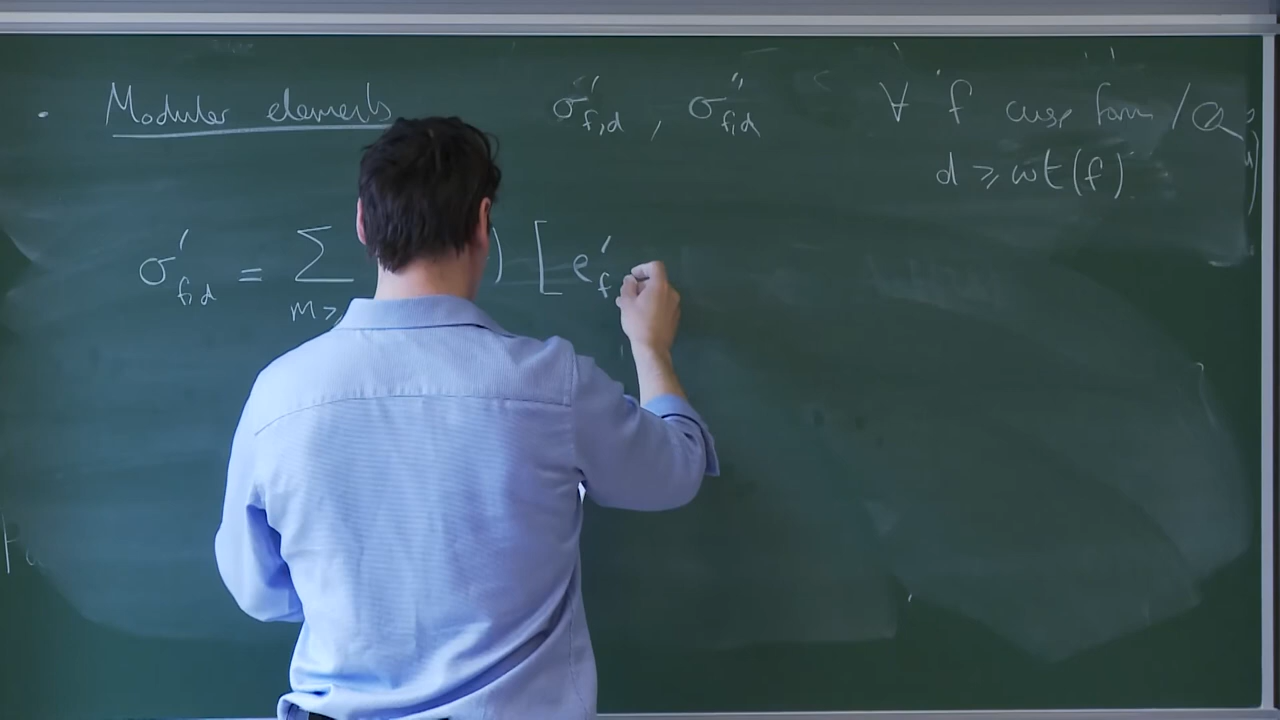 • Modular elements σ'_{f,d} , σ''_{f,d} ∀ f cusp form /ℚ
d ⩾ wt(f)
σ'_{f,d} = ∑_{m ⩾ ) [ e'_f